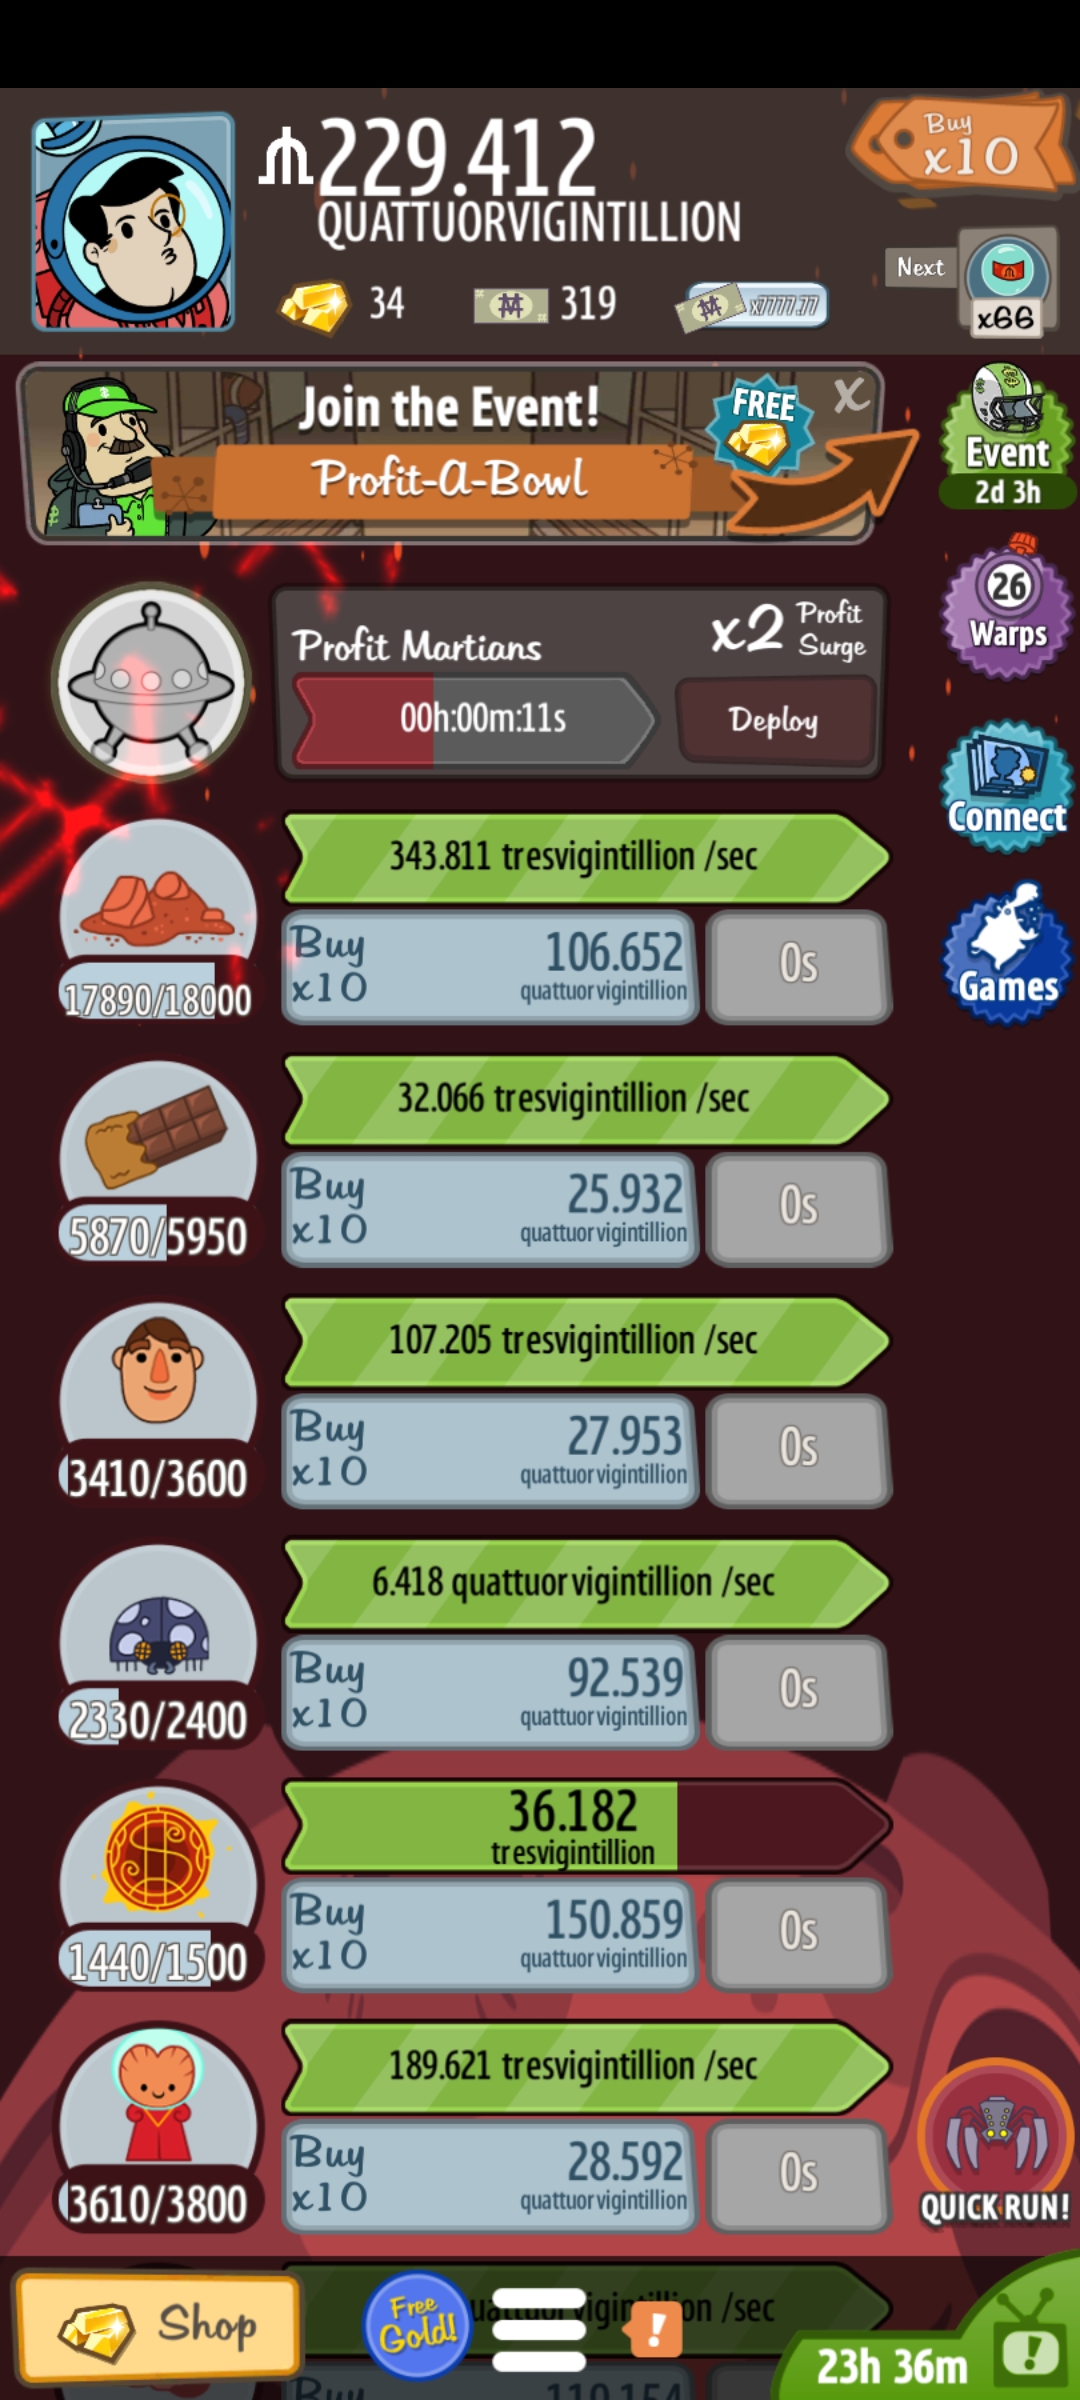 229.412
QUATTUORVIGINTILLION
Buy
x10
34
319
x7777.77
Next
x66
Join the Event!
Profit-A-Bowl
FREE
X
Event
2d 3h
Profit Martians
x2 Profit Surge
00h:00m:11s
Deploy
26
Warps
Connect
Games
343.811 tresvigintillion /sec
17890/18000
Buy x10
106.652
quattuorvigintillion
0s
32.066 tresvigintillion /sec
5870/5950
Buy x10
25.932
quattuorvigintillion
0s
107.205 tresvigintillion /sec
3410/3600
Buy x10
27.953
quattuorvigintillion
0s
6.418 quattuorvigintillion /sec
2330/2400
Buy x10
92.539
quattuorvigintillion
0s
36.182
tresvigintillion
1440/1500
Buy x10
150.859
quattuorvigintillion
0s
189.621 tresvigintillion /sec
3610/3800
Buy x10
28.592
quattuorvigintillion
0s
QUICK RUN!
Shop
Free
Gold!
!
/sec
Buy
23h 36m
!